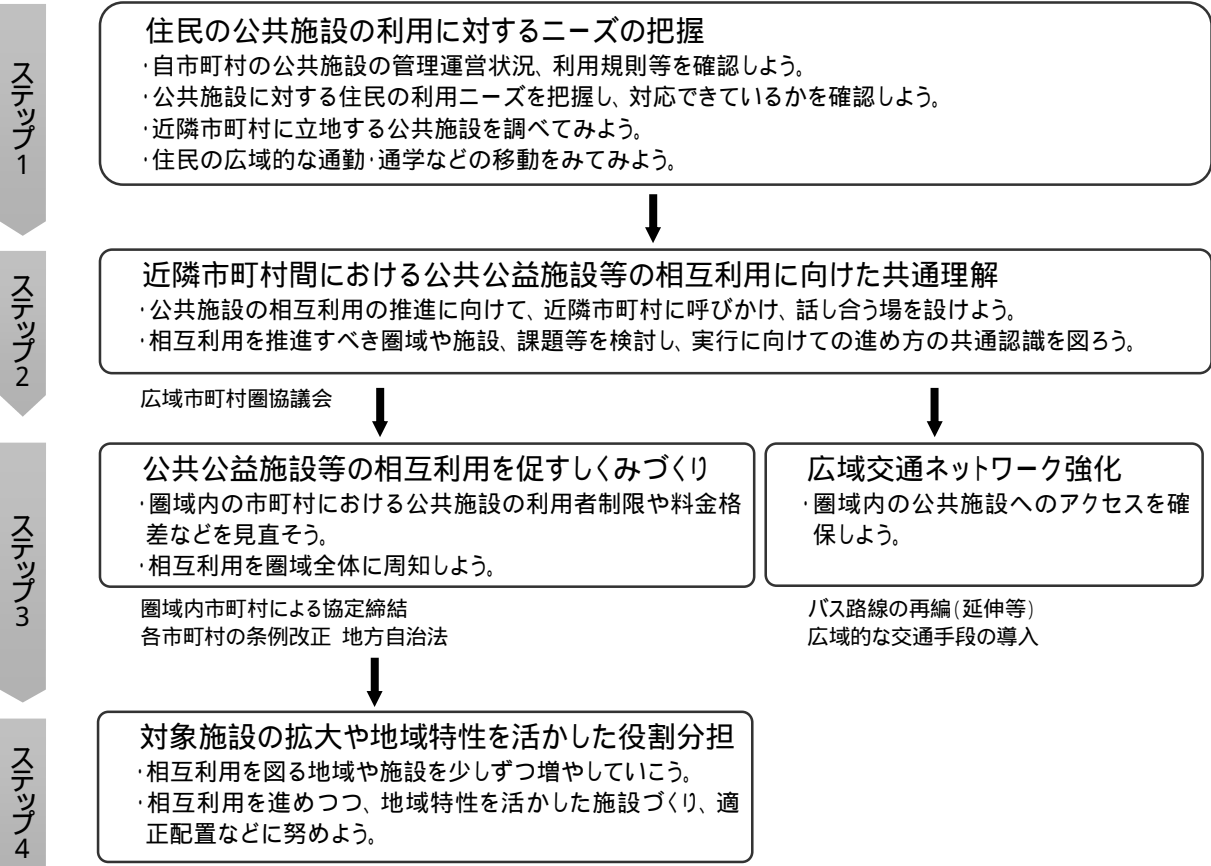 ステップ1
住民の公共施設の利用に対するニーズの把握
・自市町村の公共施設の管理運営状況、利用規則等を確認しよう。
・公共施設に対する住民の利用ニーズを把握し、対応できているかを確認しよう。
・近隣市町村に立地する公共施設を調べてみよう。
・住民の広域的な通勤・通学などの移動をみてみよう。
ステップ2
近隣市町村間における公共公益施設等の相互利用に向けた共通理解
・公共施設の相互利用の推進に向けて、近隣市町村に呼びかけ、話し合う場を設けよう。
・相互利用を推進すべき圏域や施設、課題等を検討し、実行に向けての進め方の共通認識を図ろう。
広域市町村圏協議会
ステップ3
公共公益施設等の相互利用を促すしくみづくり
・圏域内の市町村における公共施設の利用者制限や料金格
差などを見直そう。
・相互利用を圏域全体に周知しよう。
圏域内市町村による協定締結
各市町村の条例改正 地方自治法
広域交通ネットワーク強化
・圏域内の公共施設へのアクセスを確
保しよう。
バス路線の再編(延伸等)
広域的な交通手段の導入
ステップ4
対象施設の拡大や地域特性を活かした役割分担
・相互利用を図る地域や施設を少しずつ増やしていこう。
・相互利用を進めつつ、地域特性を活かした施設づくり、適
正配置などに努めよう。